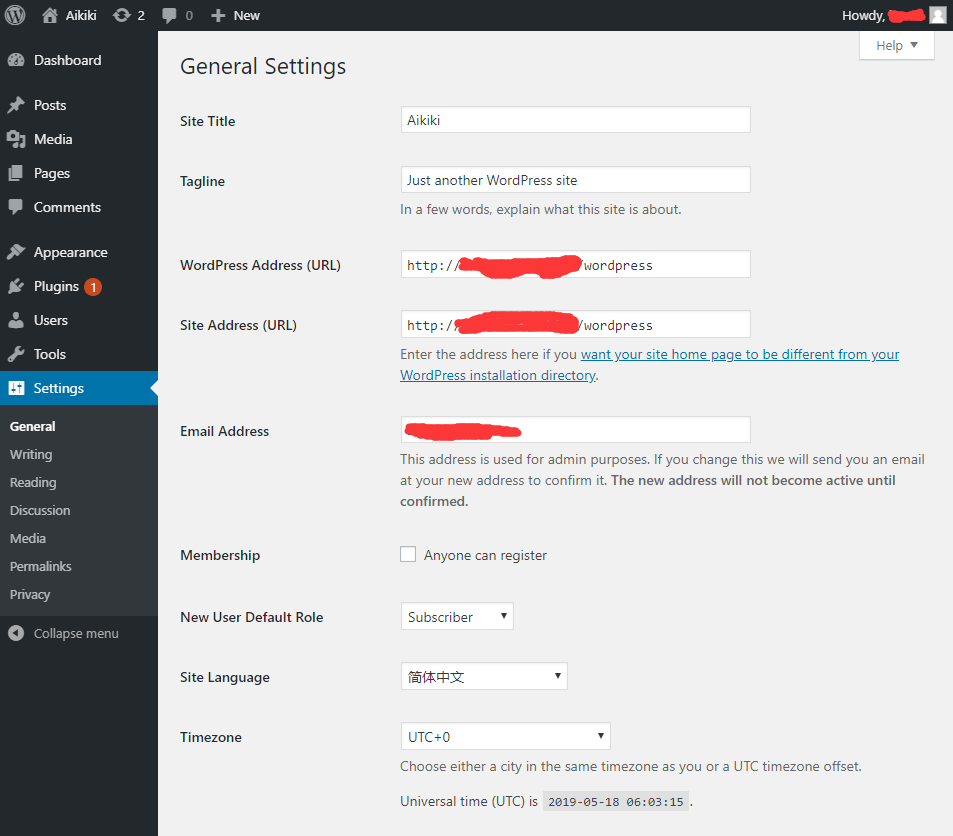 Aikiki 2 0 New Howdy,
Help
Dashboard
Posts
Media
Pages
Comments
Appearance
Plugins 1
Users
Tools
Settings
General
Writing
Reading
Discussion
Media
Permalinks
Privacy
Collapse menu
General Settings
Site Title Aikiki
Tagline Just another WordPress site
In a few words, explain what this site is about.
WordPress Address (URL) http:// /wordpress
Site Address (URL) http:// /wordpress
Enter the address here if you want your site home page to be different from your
WordPress installation directory.
Email Address
This address is used for admin purposes. If you change this we will send you an email
at your new address to confirm it. The new address will not become active until
confirmed.
Membership Anyone can register
New User Default Role Subscriber
Site Language 简体中文
Timezone UTC+0
Choose either a city in the same timezone as you or a UTC timezone offset.
Universal time (UTC) is 2019-05-18 06:03:15 .